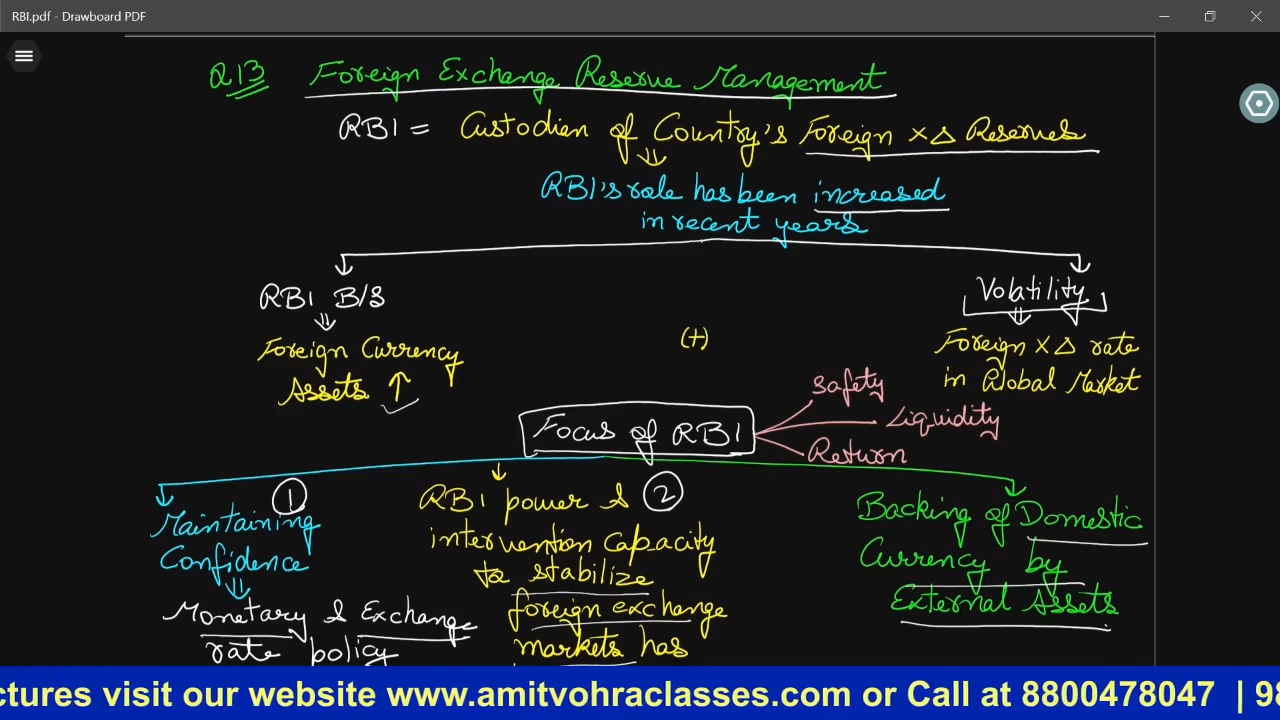 RBI.pdf - Drawboard PDF
Q13 Foreign Exchange Reserve Management
RBI = Custodian of Country's Foreign X∆ Reserves
RBI's role has been increased
in recent years
RBI B/S
Foreign Currency
Assets ↑
Volatility
Foreign X∆ rate
in Global Market
(+)
Focus of RBI
Safety
Liquidity
Return
①
Maintaining
Confidence
Monetary & Exchange
rate policy
RBI power & ②
intervention capacity
to stabilize
foreign exchange
markets has
Backing of Domestic
Currency by
External Assets
ctures visit our website www.amitvohraclasses.com or Call at 8800478047 | 98